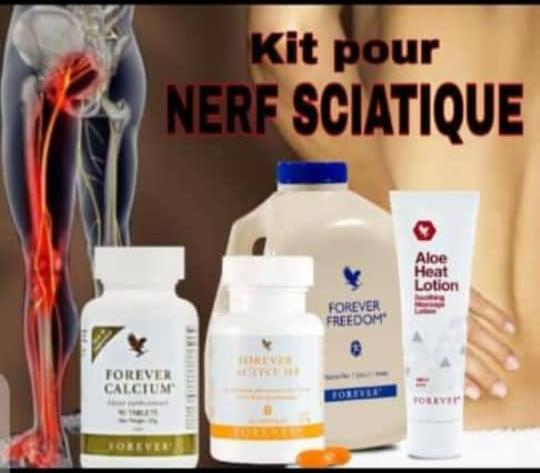 Kit pour
NERF SCIATIQUE
FOREVER
CALCIUM®
90 TABLETS
FOREVER
FOREVER
ACTIVE HA
FOREVER
FOREVER
FREEDOM®
FOREVER
Aloe
Heat
Lotion
Soothing
Massage
Lotion
FOREVER